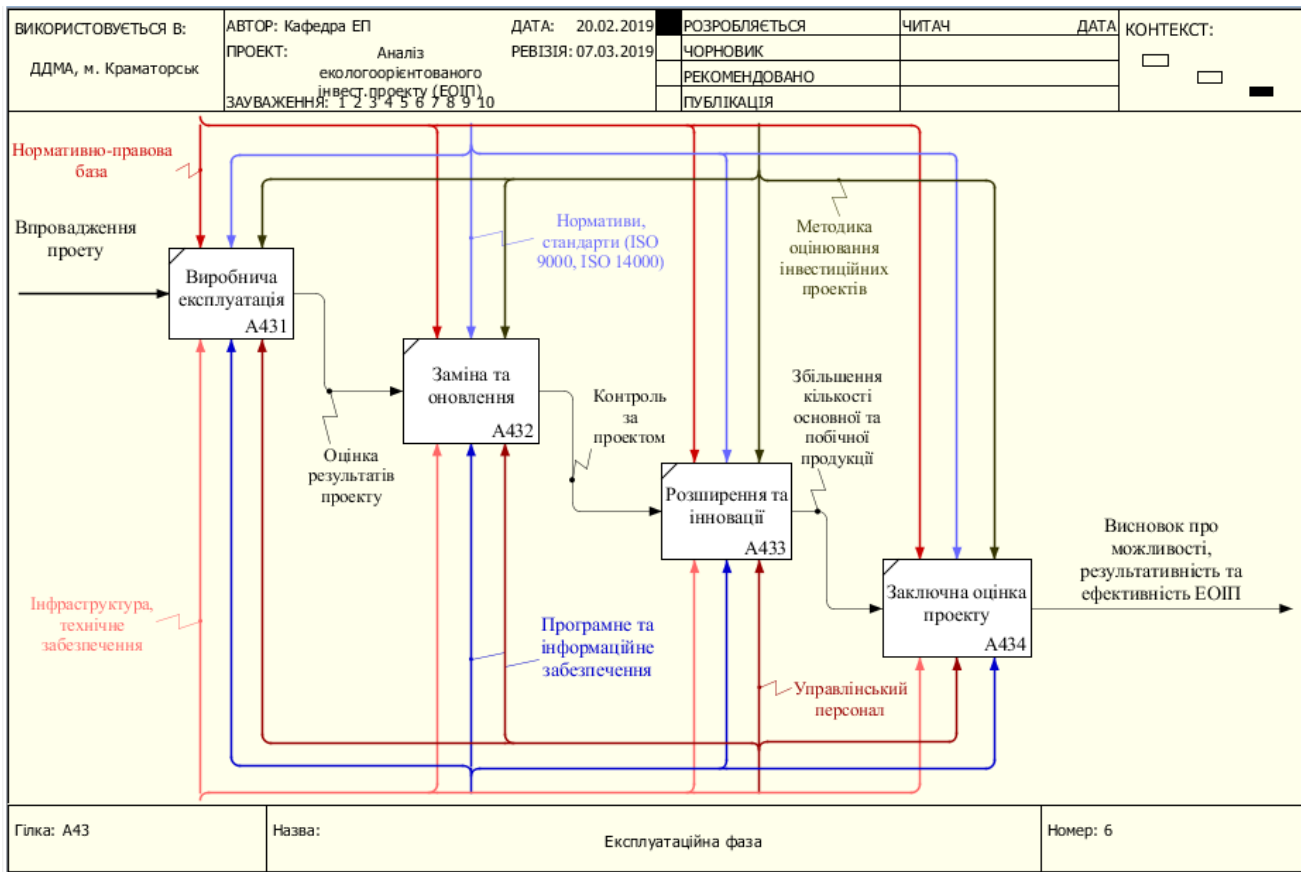 ВИКОРИСТОВУЄТЬСЯ В:
ДДМА, м. Краматорськ
АВТОР: Кафедра ЕП
ДАТА: 20.02.2019
ПРОЕКТ: Аналіз
екологоорієнтованого
інвест.проекту (ЕОІП)
РЕВІЗІЯ: 07.03.2019
ЗАУВАЖЕННЯ: 1 2 3 4 5 6 7 8 9 10
РОЗРОБЛЯЄТЬСЯ
ЧОРНОВИК
РЕКОМЕНДОВАНО
ПУБЛІКАЦІЯ
ЧИТАЧ
ДАТА
КОНТЕКСТ:
Нормативно-правова
база
Впровадження
проету
Виробнича
експлуатація
A431
Нормативи,
стандарти (ISO
9000, ISO 14000)
Методика
оцінювання
інвестиційних
проектів
Заміна та
оновлення
A432
Оцінка
результатів
проекту
Контроль
за
проектом
Збільшення
кількості
основної та
побічної
продукції
Розширення та
інновації
A433
Висновок про
можливості,
результативність та
ефективність ЕОІП
Заключна оцінка
проекту
A434
Інфраструктура,
технічне
забезпечення
Програмне та
інформаційне
забезпечення
Управлінський
персонал
Гілка: A43
Назва:
Експлуатаційна фаза
Номер: 6